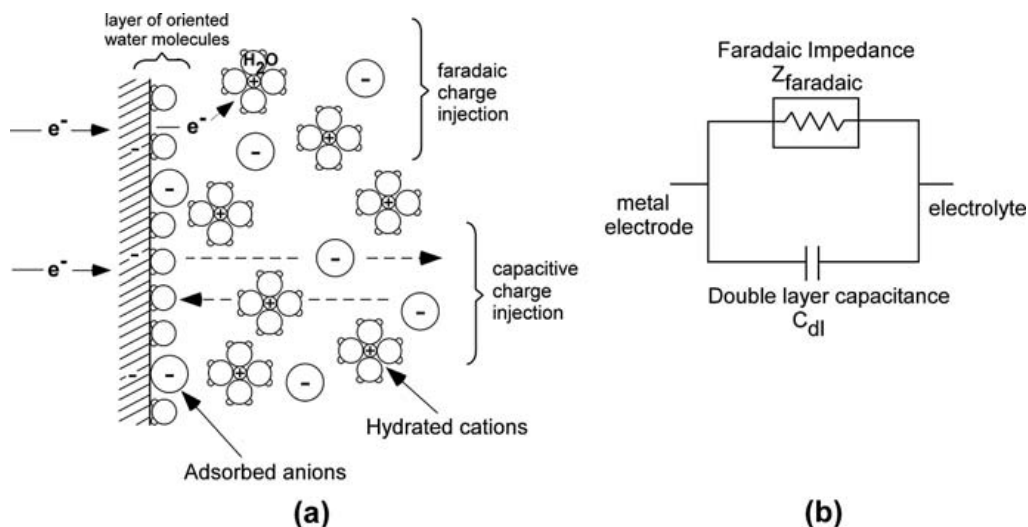 layer of oriented
water molecules
H2O
faradaic
charge
injection
e-
e-
capacitive
charge
injection
e-
Hydrated cations
Adsorbed anions
(a)
Faradaic Impedance
Zfaradaic
metal
electrode
electrolyte
Double layer capacitance
Cdl
(b)